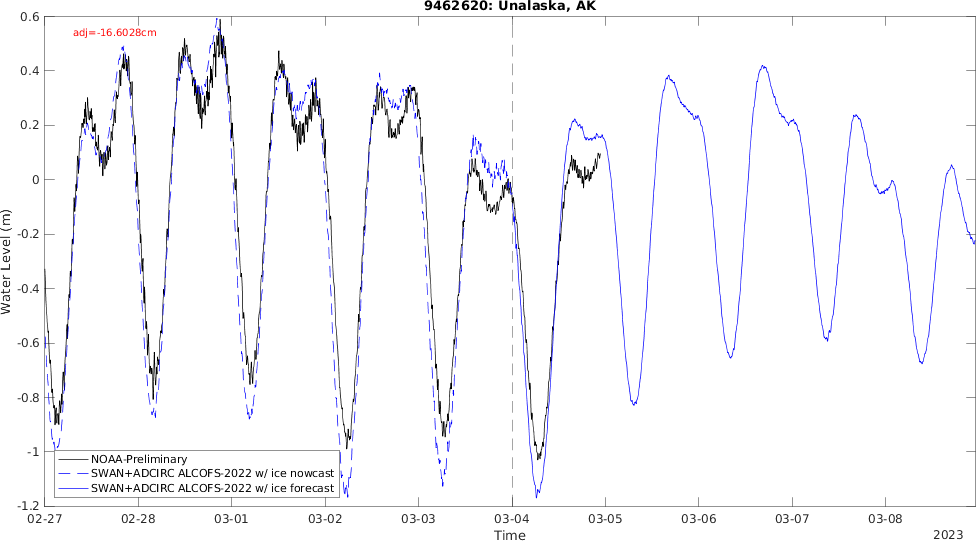 9462620: Unalaska, AK
adj=-16.6028cm
Water Level (m)
0.6
0.4
0.2
0
-0.2
-0.4
-0.6
-0.8
-1
-1.2
NOAA-Preliminary
SWAN+ADCIRC ALCOFS-2022 w/ ice nowcast
SWAN+ADCIRC ALCOFS-2022 w/ ice forecast
02-27 02-28 03-01 03-02 03-03 03-04 03-05 03-06 03-07 03-08
Time
2023